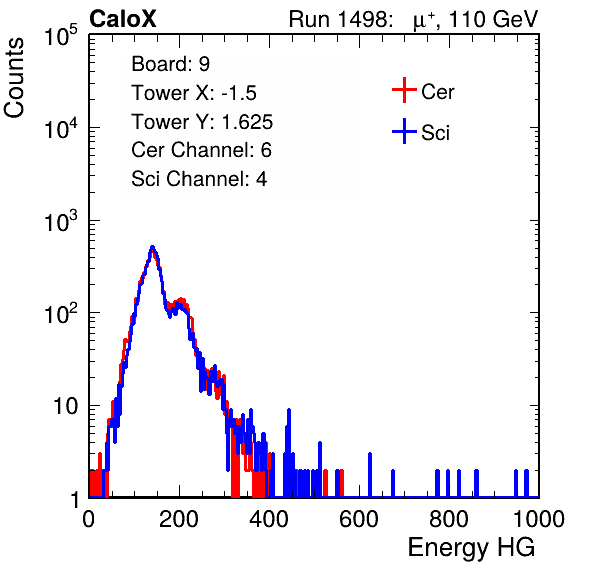 CaloX Run 1498: μ⁺, 110 GeV
Board: 9
Tower X: -1.5
Tower Y: 1.625
Cer Channel: 6
Sci Channel: 4
Cer
Sci
Counts
10⁵
10⁴
10³
10²
10
1
0 200 400 600 800 1000
Energy HG